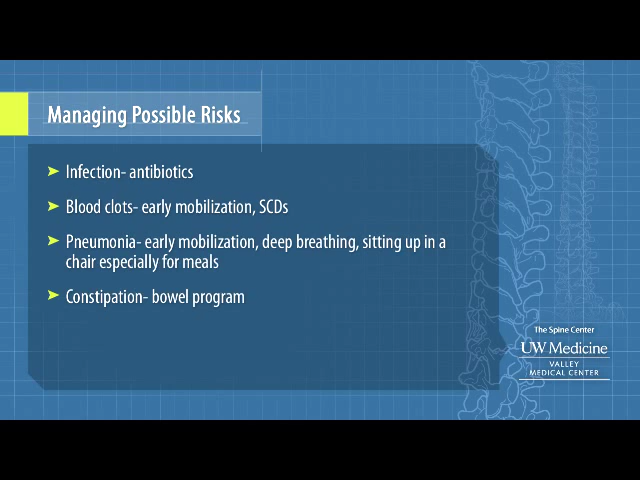 Managing Possible Risks
➤ Infection- antibiotics
➤ Blood clots- early mobilization, SCDs
➤ Pneumonia- early mobilization, deep breathing, sitting up in a
chair especially for meals
➤ Constipation- bowel program
The Spine Center
UW Medicine
VALLEY
MEDICAL CENTER